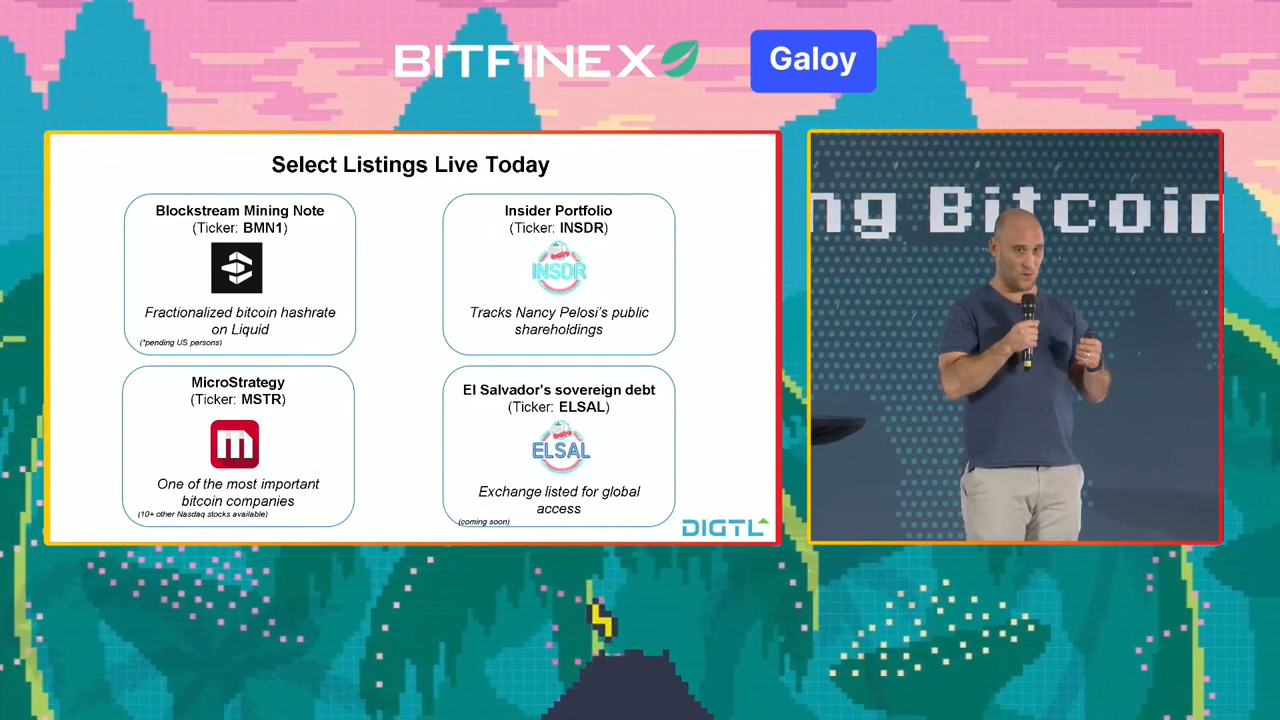 BITFINEX
Galoy
Select Listings Live Today
Blockstream Mining Note
(Ticker: BMN1)
Fractionalized bitcoin hashrate
on Liquid
(*pending US persons)
Insider Portfolio
(Ticker: INSDR)
INSDR
Tracks Nancy Pelosi's public
shareholdings
MicroStrategy
(Ticker: MSTR)
m
One of the most important
bitcoin companies
(10+ other Nasdaq stocks available)
El Salvador's sovereign debt
(Ticker: ELSAL)
ELSAL
Exchange listed for global
access
(coming soon)
DIGTL
ng Bitcoin